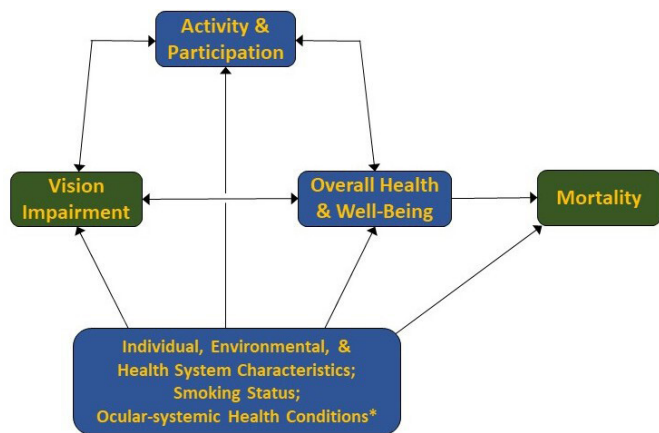 Activity &
Participation
Vision
Impairment
Overall Health
& Well-Being
Mortality
Individual, Environmental, &
Health System Characteristics;
Smoking Status;
Ocular-systemic Health Conditions*